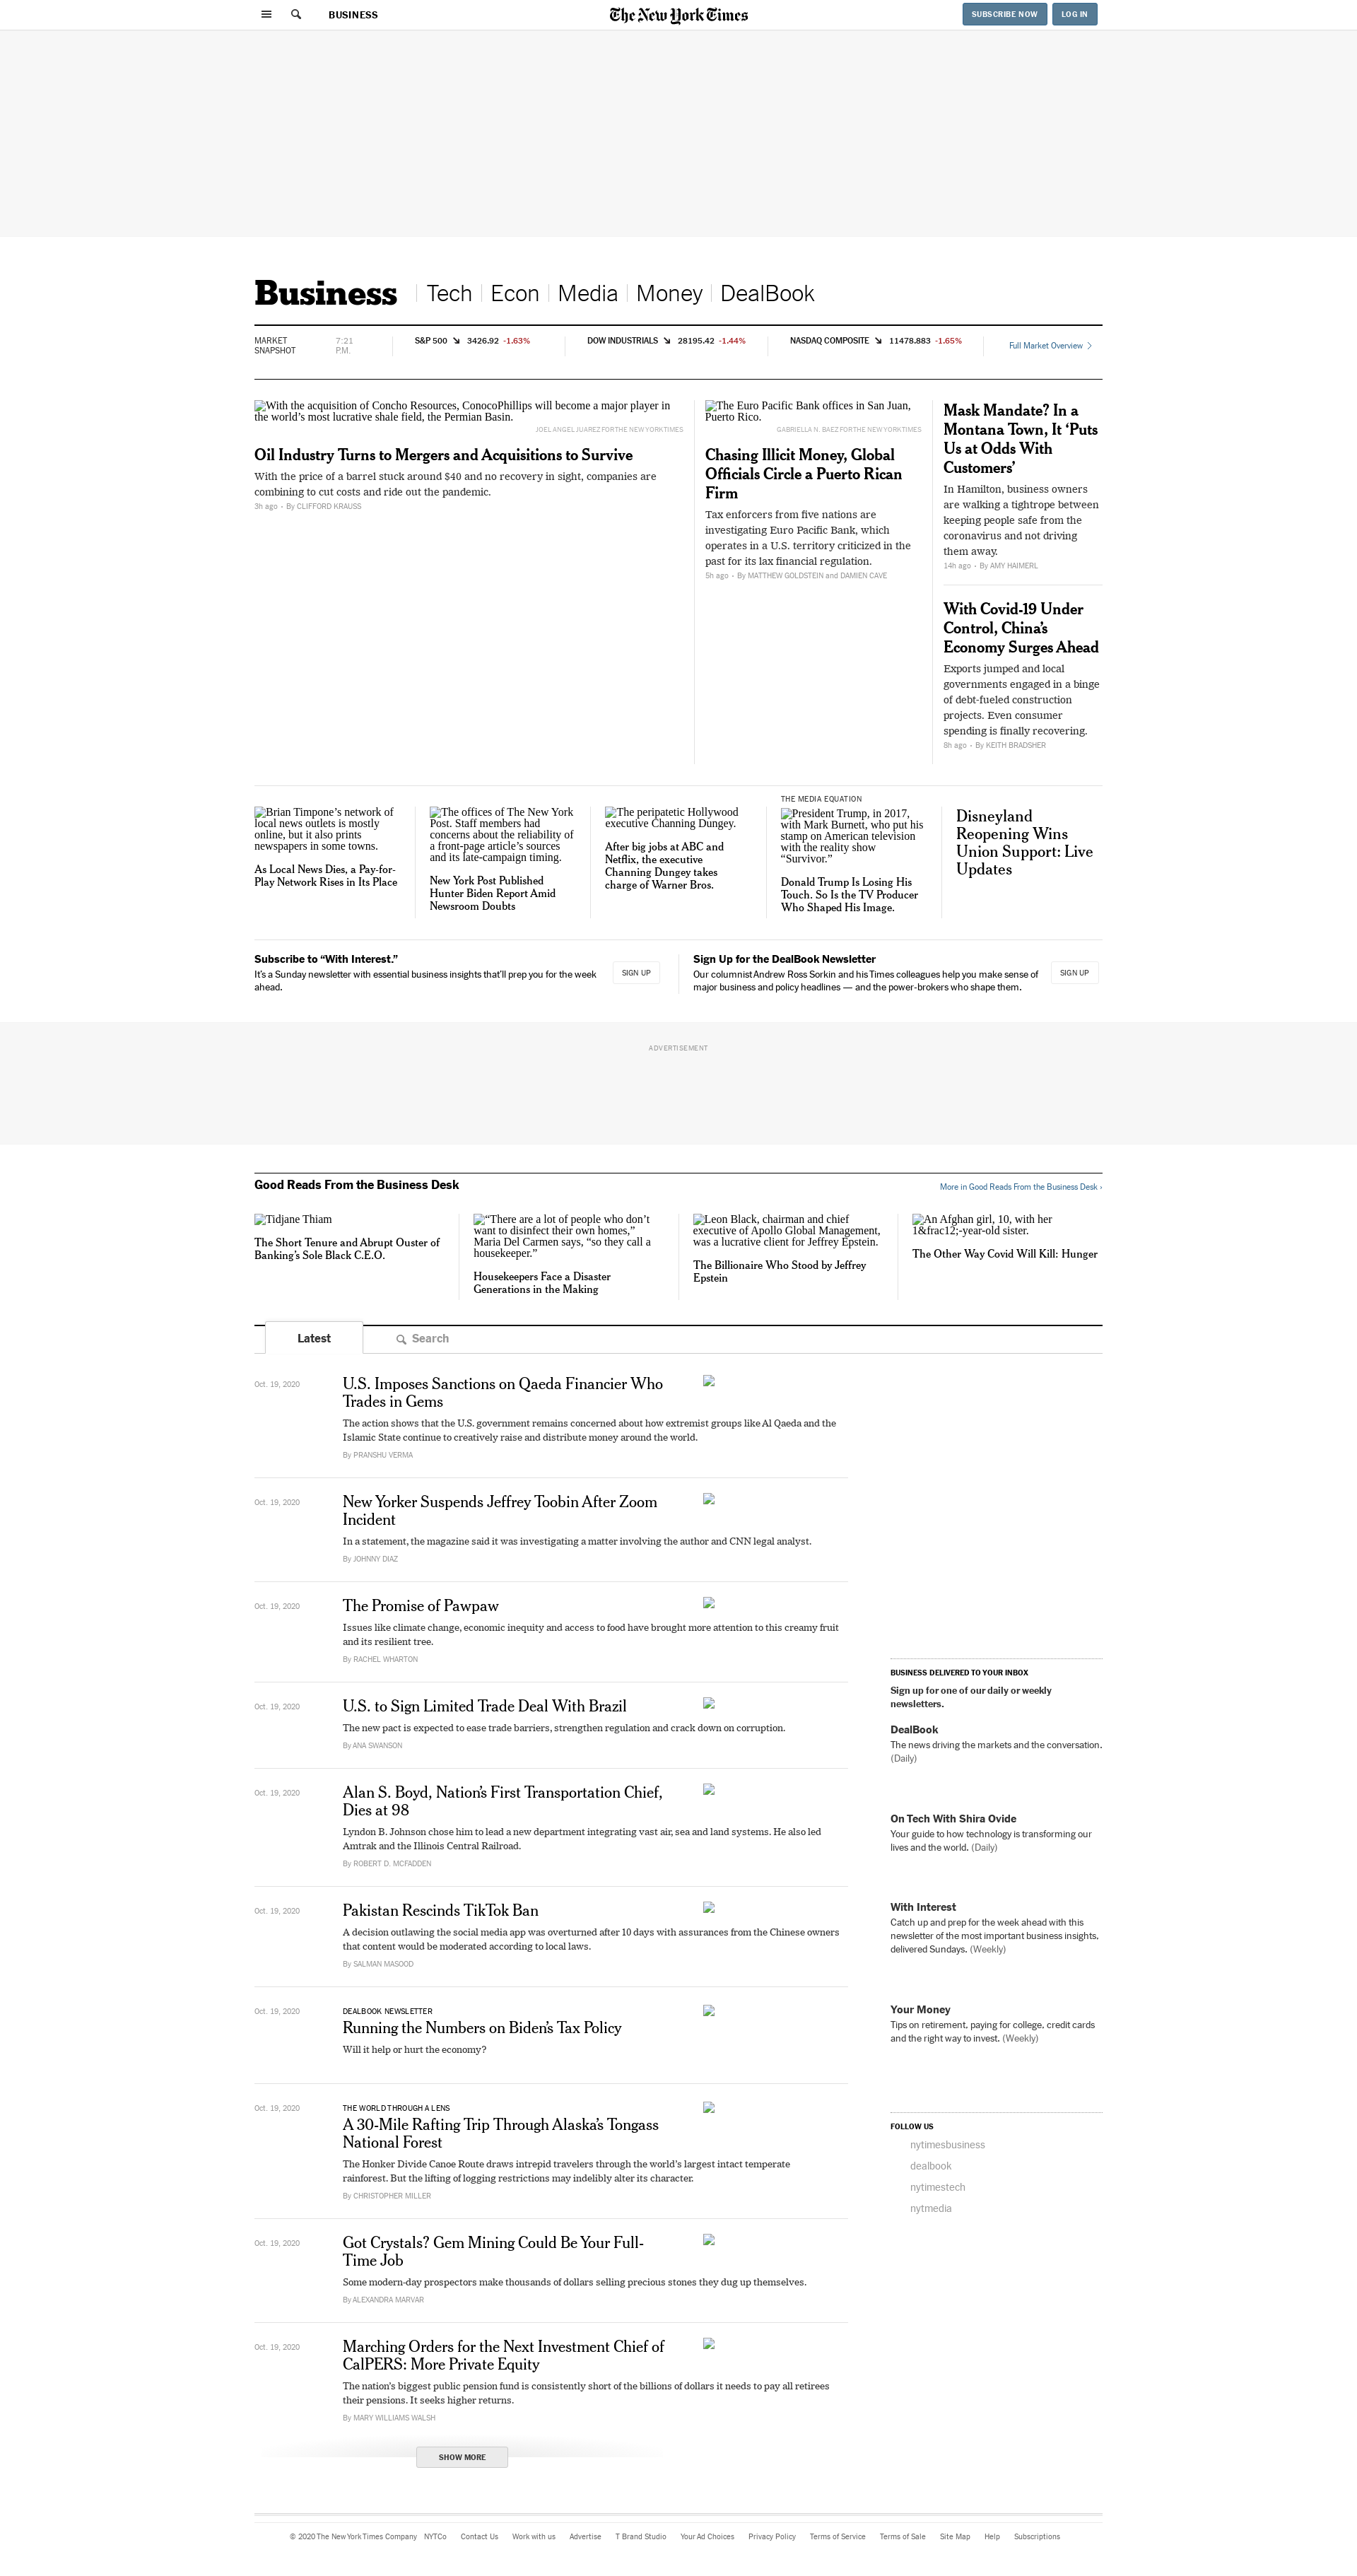 BUSINESS
The New York Times
SUBSCRIBE NOW
LOG IN
Business
Tech
Econ
Media
Money
DealBook
MARKET
SNAPSHOT
7:21
P.M.
S&P 500 3426.92 -1.63%
DOW INDUSTRIALS 28195.42 -1.44%
NASDAQ COMPOSITE 11478.883 -1.65%
Full Market Overview
With the acquisition of Concho Resources, ConocoPhillips will become a major player in
the world’s most lucrative shale field, the Permian Basin.
JOEL ANGEL JUAREZ FOR THE NEW YORK TIMES
Oil Industry Turns to Mergers and Acquisitions to Survive
With the price of a barrel stuck around $40 and no recovery in sight, companies are
combining to cut costs and ride out the pandemic.
3h ago • By CLIFFORD KRAUSS
The Euro Pacific Bank offices in San Juan,
Puerto Rico.
GABRIELLA N. BAEZ FOR THE NEW YORK TIMES
Chasing Illicit Money, Global
Officials Circle a Puerto Rican
Firm
Tax enforcers from five nations are
investigating Euro Pacific Bank, which
operates in a U.S. territory criticized in the
past for its lax financial regulation.
5h ago • By MATTHEW GOLDSTEIN and DAMIEN CAVE
Mask Mandate? In a
Montana Town, It ‘Puts
Us at Odds With
Customers’
In Hamilton, business owners
are walking a tightrope between
keeping people safe from the
coronavirus and not driving
them away.
14h ago • By AMY HAIMERL
With Covid-19 Under
Control, China’s
Economy Surges Ahead
Exports jumped and local
governments engaged in a binge
of debt-fueled construction
projects. Even consumer
spending is finally recovering.
8h ago • By KEITH BRADSHER
Brian Timpone’s network of
local news outlets is mostly
online, but it also prints
newspapers in some towns.
As Local News Dies, a Pay-for-
Play Network Rises in Its Place
The offices of The New York
Post. Staff members had
concerns about the reliability of
a front-page article’s sources
and its late-campaign timing.
New York Post Published
Hunter Biden Report Amid
Newsroom Doubts
The peripatetic Hollywood
executive Channing Dungey.
After big jobs at ABC and
Netflix, the executive
Channing Dungey takes
charge of Warner Bros.
THE MEDIA EQUATION
President Trump, in 2017,
with Mark Burnett, who put his
stamp on American television
with the reality show
“Survivor.”
Donald Trump Is Losing His
Touch. So Is the TV Producer
Who Shaped His Image.
Disneyland
Reopening Wins
Union Support: Live
Updates
Subscribe to “With Interest.”
It’s a Sunday newsletter with essential business insights that’ll prep you for the week
ahead.
SIGN UP
Sign Up for the DealBook Newsletter
Our columnist Andrew Ross Sorkin and his Times colleagues help you make sense of
major business and policy headlines — and the power-brokers who shape them.
SIGN UP
ADVERTISEMENT
Good Reads From the Business Desk
More in Good Reads From the Business Desk ›
Tidjane Thiam
The Short Tenure and Abrupt Ouster of
Banking’s Sole Black C.E.O.
“There are a lot of people who don’t
want to disinfect their own homes,”
Maria Del Carmen says, “so they call a
housekeeper.”
Housekeepers Face a Disaster
Generations in the Making
Leon Black, chairman and chief
executive of Apollo Global Management,
was a lucrative client for Jeffrey Epstein.
The Billionaire Who Stood by Jeffrey
Epstein
An Afghan girl, 10, with her
1&frac12;-year-old sister.
The Other Way Covid Will Kill: Hunger
Latest
Search
Oct. 19, 2020
U.S. Imposes Sanctions on Qaeda Financier Who
Trades in Gems
The action shows that the U.S. government remains concerned about how extremist groups like Al Qaeda and the
Islamic State continue to creatively raise and distribute money around the world.
By PRANSHU VERMA
Oct. 19, 2020
New Yorker Suspends Jeffrey Toobin After Zoom
Incident
In a statement, the magazine said it was investigating a matter involving the author and CNN legal analyst.
By JOHNNY DIAZ
Oct. 19, 2020
The Promise of Pawpaw
Issues like climate change, economic inequity and access to food have brought more attention to this creamy fruit
and its resilient tree.
By RACHEL WHARTON
Oct. 19, 2020
U.S. to Sign Limited Trade Deal With Brazil
The new pact is expected to ease trade barriers, strengthen regulation and crack down on corruption.
By ANA SWANSON
Oct. 19, 2020
Alan S. Boyd, Nation’s First Transportation Chief,
Dies at 98
Lyndon B. Johnson chose him to lead a new department integrating vast air, sea and land systems. He also led
Amtrak and the Illinois Central Railroad.
By ROBERT D. MCFADDEN
Oct. 19, 2020
Pakistan Rescinds TikTok Ban
A decision outlawing the social media app was overturned after 10 days with assurances from the Chinese owners
that content would be moderated according to local laws.
By SALMAN MASOOD
Oct. 19, 2020
DEALBOOK NEWSLETTER
Running the Numbers on Biden’s Tax Policy
Will it help or hurt the economy?
Oct. 19, 2020
THE WORLD THROUGH A LENS
A 30-Mile Rafting Trip Through Alaska’s Tongass
National Forest
The Honker Divide Canoe Route draws intrepid travelers through the world’s largest intact temperate
rainforest. But the lifting of logging restrictions may indelibly alter its character.
By CHRISTOPHER MILLER
Oct. 19, 2020
Got Crystals? Gem Mining Could Be Your Full-
Time Job
Some modern-day prospectors make thousands of dollars selling precious stones they dug up themselves.
By ALEXANDRA MARVAR
Oct. 19, 2020
Marching Orders for the Next Investment Chief of
CalPERS: More Private Equity
The nation’s biggest public pension fund is consistently short of the billions of dollars it needs to pay all retirees
their pensions. It seeks higher returns.
By MARY WILLIAMS WALSH
SHOW MORE
BUSINESS DELIVERED TO YOUR INBOX
Sign up for one of our daily or weekly
newsletters.
DealBook
The news driving the markets and the conversation.
(Daily)
On Tech With Shira Ovide
Your guide to how technology is transforming our
lives and the world. (Daily)
With Interest
Catch up and prep for the week ahead with this
newsletter of the most important business insights,
delivered Sundays. (Weekly)
Your Money
Tips on retirement, paying for college, credit cards
and the right way to invest. (Weekly)
FOLLOW US
nytimesbusiness
dealbook
nytimestech
nytmedia
© 2020 The New York Times Company NYTCo Contact Us Work with us Advertise T Brand Studio Your Ad Choices Privacy Policy Terms of Service Terms of Sale Site Map Help Subscriptions